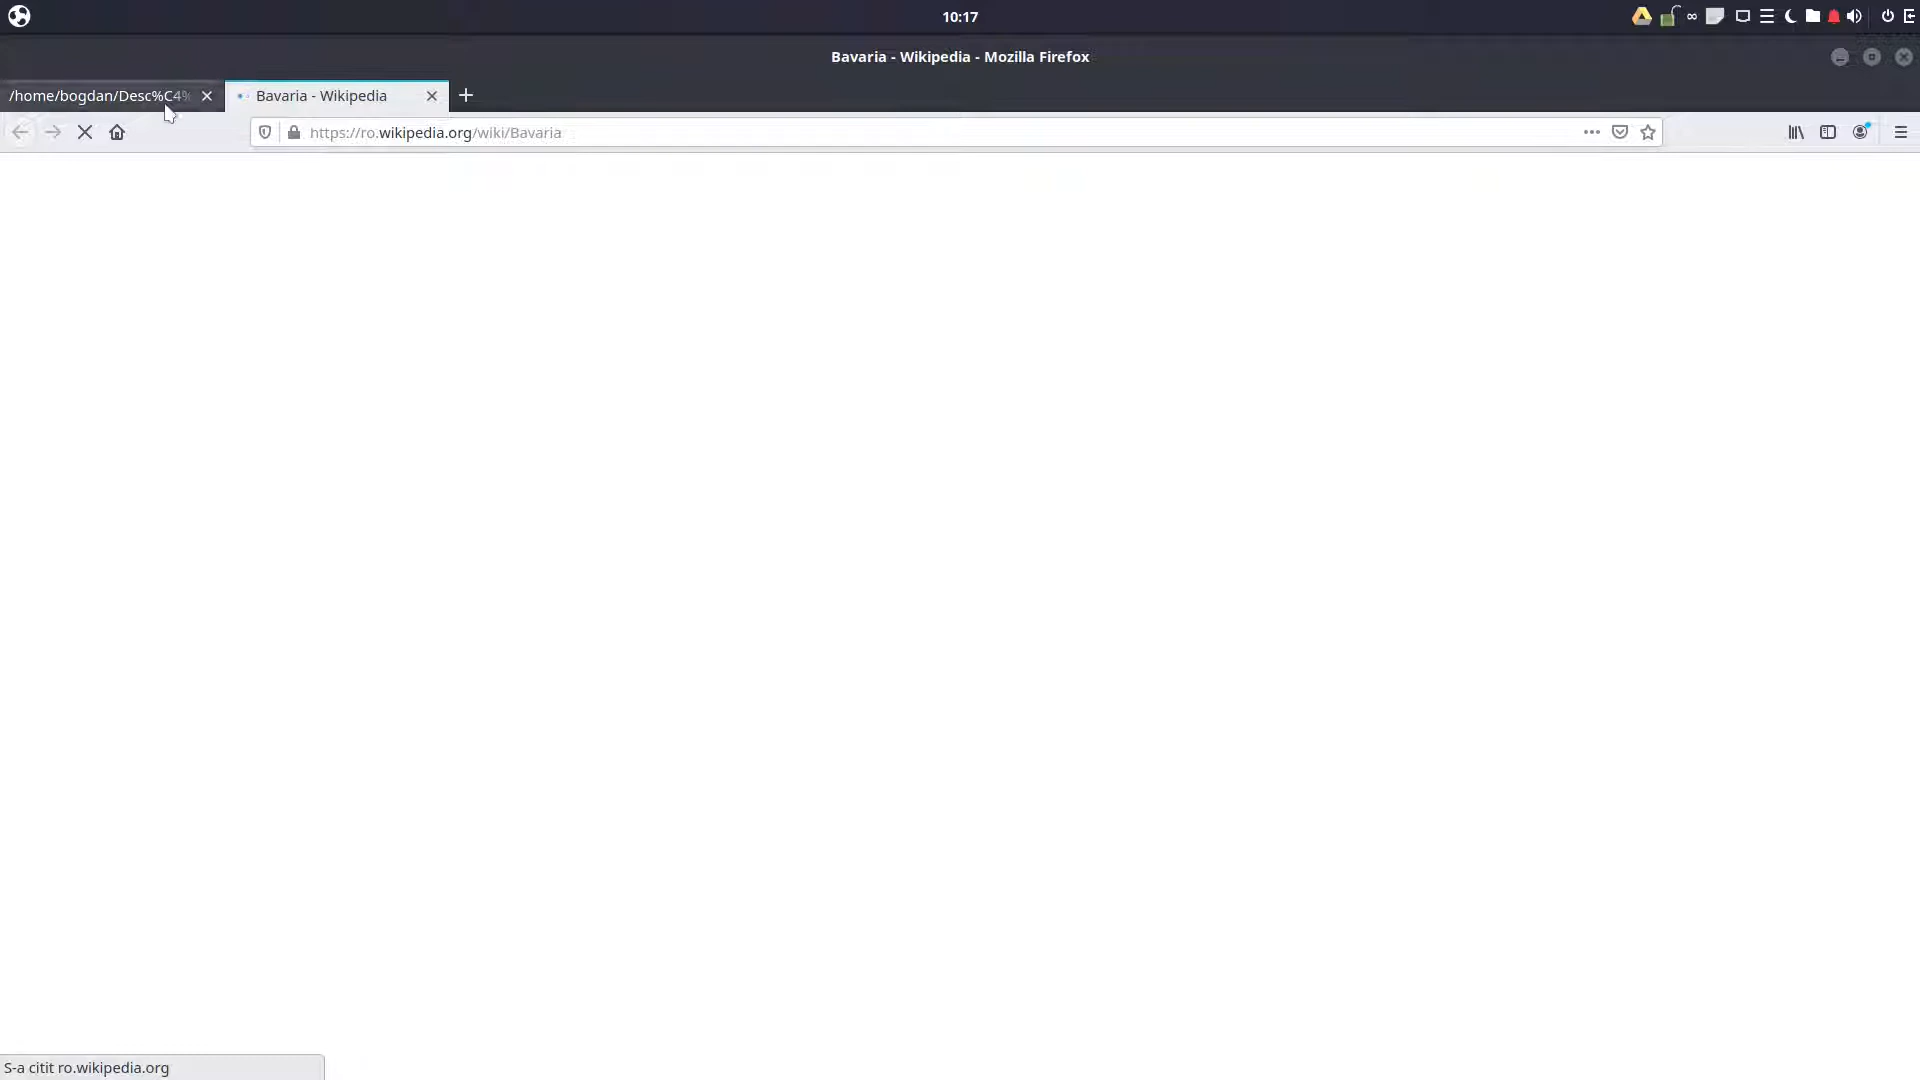 10:17
Bavaria - Wikipedia - Mozilla Firefox
/home/bogdan/Desc%C4%
Bavaria - Wikipedia
https://ro.wikipedia.org/wiki/Bavaria
S-a citit ro.wikipedia.org